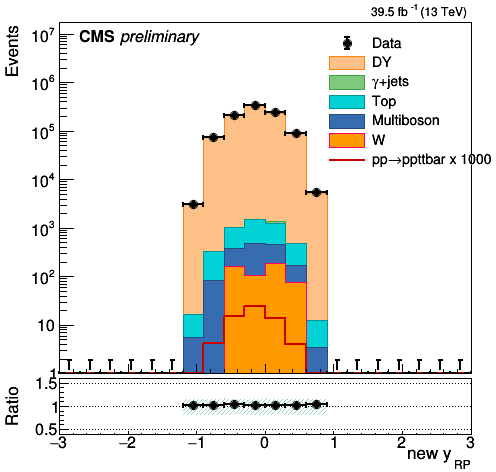 39.5 fb⁻¹ (13 TeV)
CMS preliminary
Events
10⁷
10⁶
10⁵
10⁴
10³
10²
10
1
Data
DY
γ+jets
Top
Multiboson
W
pp→ppttbar x 1000
Ratio
1.5
1
0.5
−3 −2 −1 0 1 2 3
new y_RP